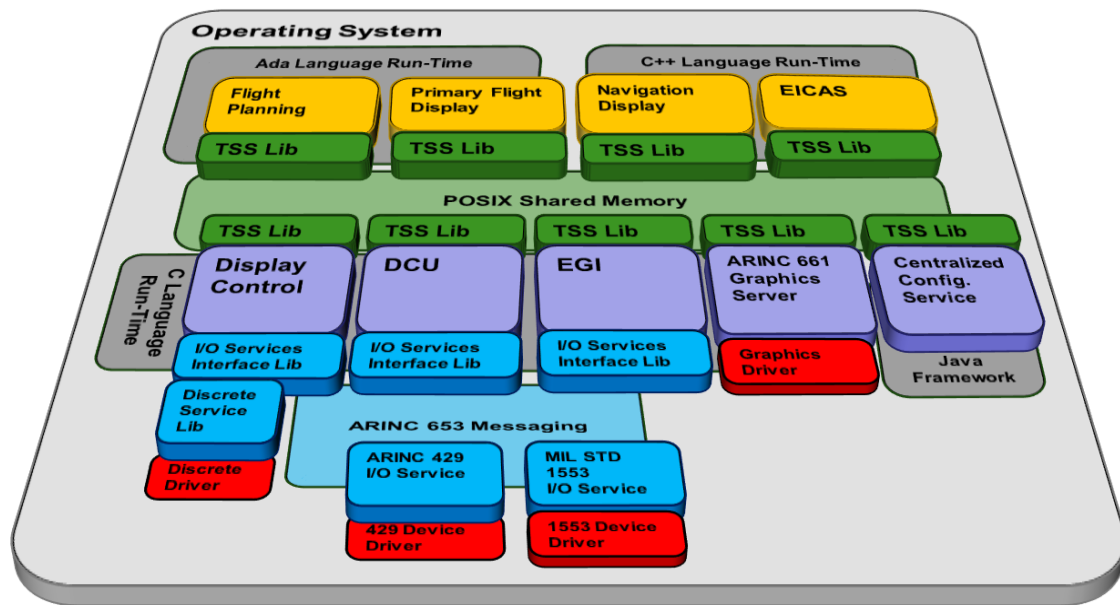 Operating System
Ada Language Run-Time
C++ Language Run-Time
Flight
Planning
Primary Flight
Display
Navigation
Display
EICAS
TSS Lib
TSS Lib
TSS Lib
TSS Lib
POSIX Shared Memory
TSS Lib
TSS Lib
TSS Lib
TSS Lib
TSS Lib
C Language
Run-Time
Display
Control
DCU
EGI
ARINC 661
Graphics
Server
Centralized
Config.
Service
I/O Services
Interface Lib
I/O Services
Interface Lib
I/O Services
Interface Lib
Graphics
Driver
Java
Framework
Discrete
Service
Lib
ARINC 653 Messaging
Discrete
Driver
ARINC 429
I/O Service
MIL STD
1553
I/O Service
429 Device
Driver
1553 Device
Driver